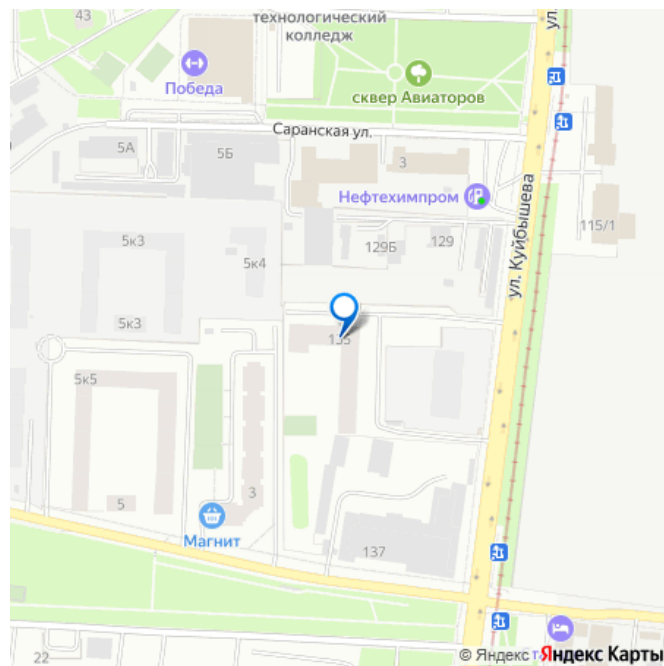 43
технологический
колледж
ул.
Победа
сквер Авиаторов
Саранская ул.
5А
5Б
3
Нефтехимпром
ул. Куйбышева
115/1
5к3
5к4
129Б
129
5к3
5к5
5
3
Магнит
137
22
© Яндекс
Яндекс Карты